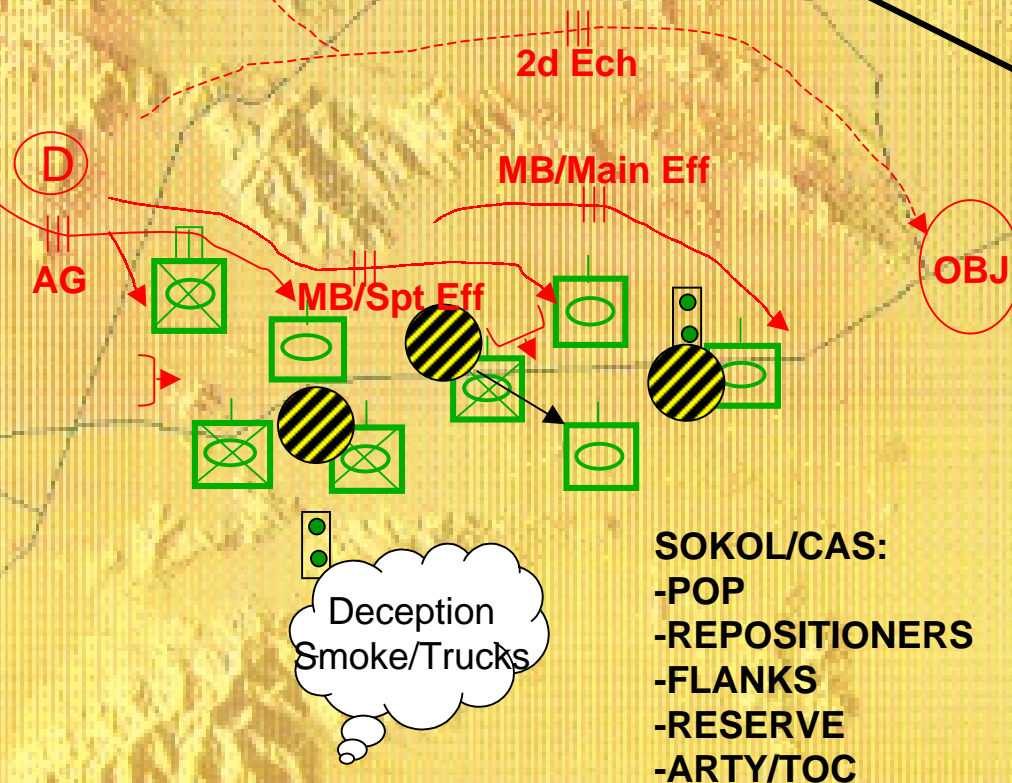 2d Ech
D
MB/Main Eff
AG
MB/Spt Eff
OBJ
Deception
Smoke/Trucks
SOKOL/CAS:
-POP
-REPOSITIONERS
-FLANKS
-RESERVE
-ARTY/TOC